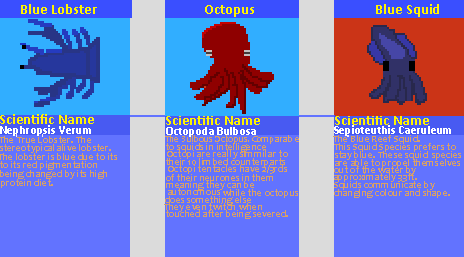 Blue Lobster
Scientific Name
Nephropsis Verum
The True Lobster. The
stereotypical alive lobster.
The lobster is blue due to its
to its red pigmentation
being changed by its high
protein diet.
Octopus
Scientific Name
Octopoda Bulbosa
The Bulbous Octopus. Comparable
to squids in intelligence
Octopi are really simmilar to
their 10 limbed counterparty
Octopi tentacles have 2/3rds
of their neurones in them
meaning they can be
autonomous while the octopus
does something else
They even twitch when
touched after being severed.
Blue Squid
Scientific Name
Sepioteuthis Caeruleum
The Blue Reef Squid.
This Squid Species prefers to
stay blue. These squid species
are able to propel themselves
out of the water by
approximately 33ft.
Squids communicate by
changing colour and shape.